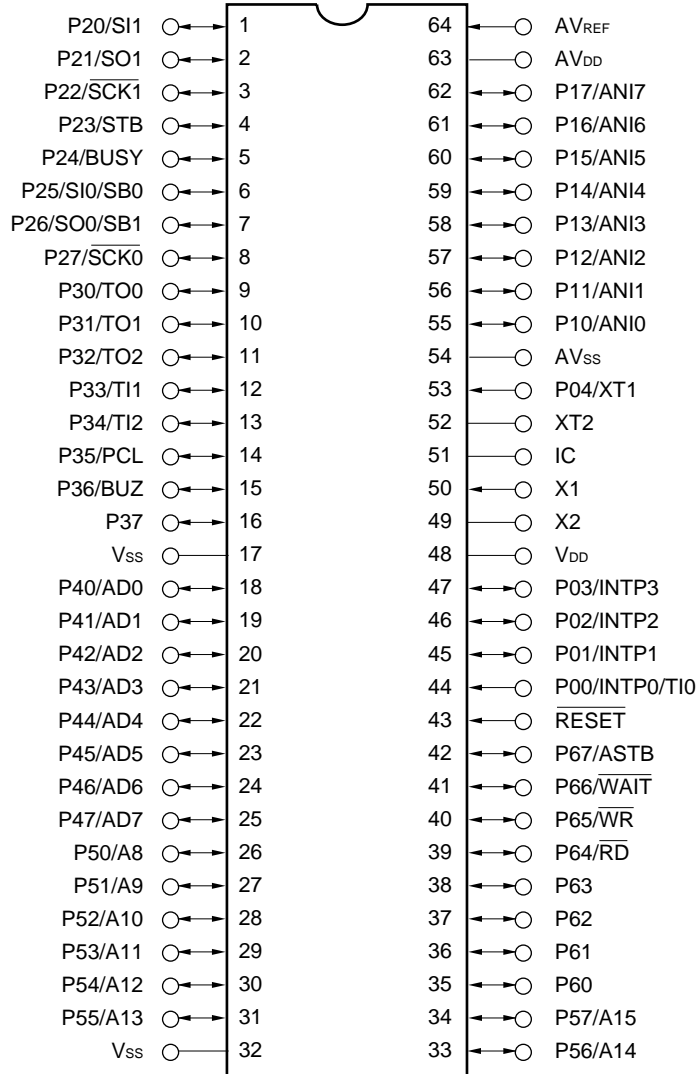 P20/SI1 1 64 AVREF
P21/SO1 2 63 AVDD
P22/SCK1 3 62 P17/ANI7
P23/STB 4 61 P16/ANI6
P24/BUSY 5 60 P15/ANI5
P25/SI0/SB0 6 59 P14/ANI4
P26/SO0/SB1 7 58 P13/ANI3
P27/SCK0 8 57 P12/ANI2
P30/TO0 9 56 P11/ANI1
P31/TO1 10 55 P10/ANI0
P32/TO2 11 54 AVSS
P33/TI1 12 53 P04/XT1
P34/TI2 13 52 XT2
P35/PCL 14 51 IC
P36/BUZ 15 50 X1
P37 16 49 X2
VSS 17 48 VDD
P40/AD0 18 47 P03/INTP3
P41/AD1 19 46 P02/INTP2
P42/AD2 20 45 P01/INTP1
P43/AD3 21 44 P00/INTP0/TI0
P44/AD4 22 43 RESET
P45/AD5 23 42 P67/ASTB
P46/AD6 24 41 P66/WAIT
P47/AD7 25 40 P65/WR
P50/A8 26 39 P64/RD
P51/A9 27 38 P63
P52/A10 28 37 P62
P53/A11 29 36 P61
P54/A12 30 35 P60
P55/A13 31 34 P57/A15
VSS 32 33 P56/A14